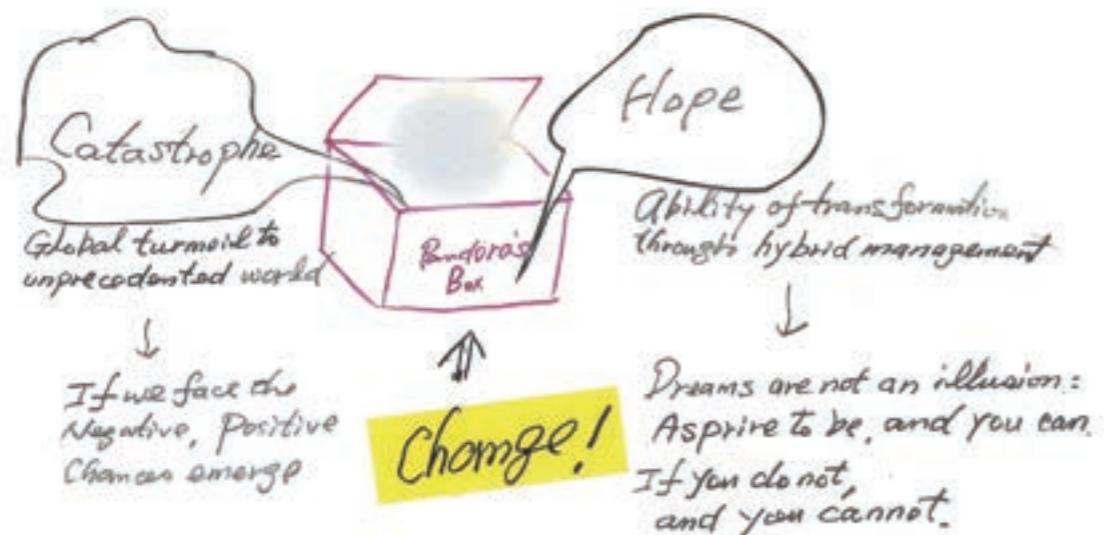 Catastrophe
Global turmoil to
unprecedented world
If we face the
Negative, Positive
Chances emerge
Pandora's
Box
Change!
Hope
Ability of transformation
through hybrid management
Dreams are not an illusion:
Asprire to be, and you can.
If you do not,
and you cannot.